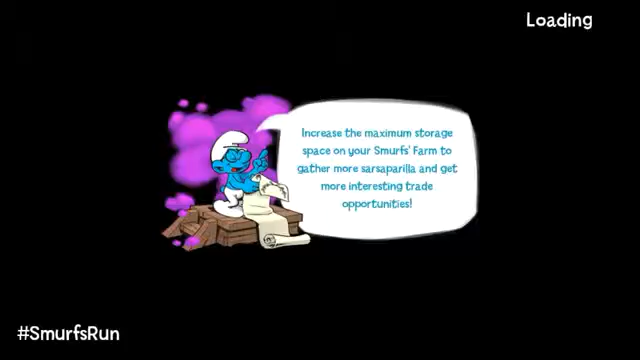 Loading
Increase the maximum storage
space on your Smurfs' Farm to
gather more sarsaparilla and get
more interesting trade
opportunities!
#SmurfsRun